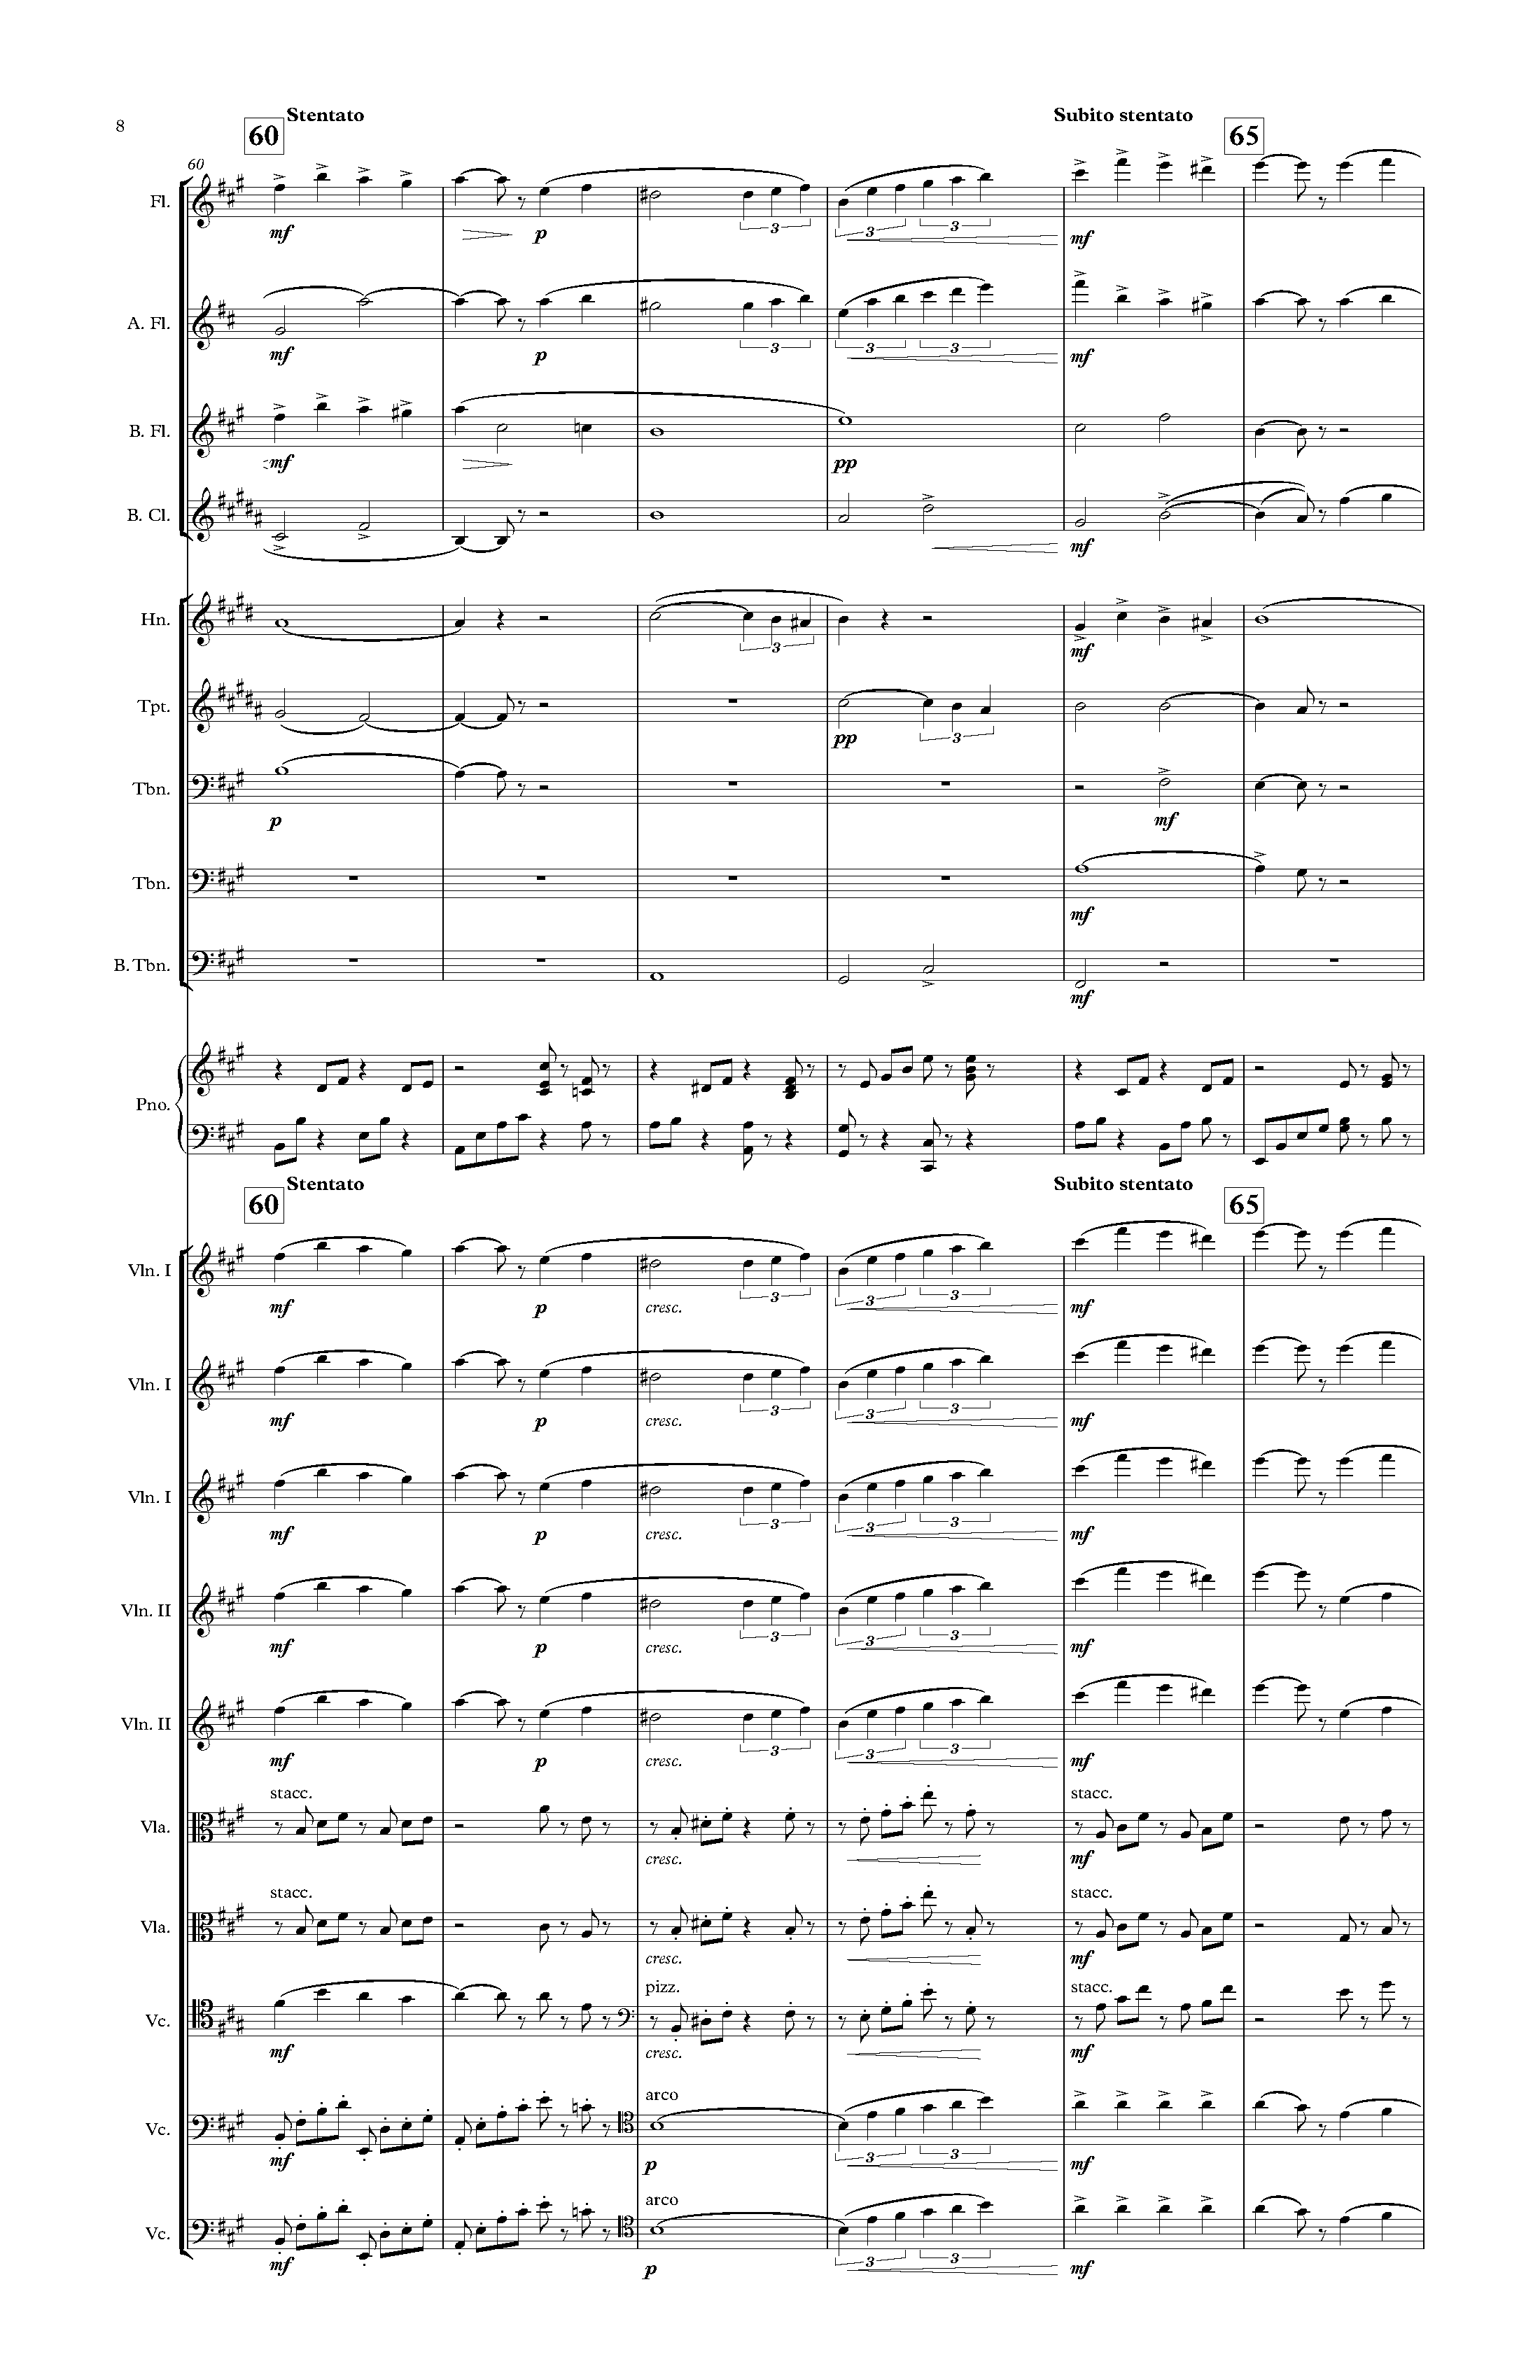 8
Stentato Subito stentato
60 65
60
Fl.
mf p 3 3 3 mf
A. Fl.
mf p 3 3 3 mf
B. Fl.
mf pp
B. Cl.
mf
Hn.
3 mf
Tpt.
pp 3
Tbn.
p mf
Tbn.
mf
B. Tbn.
mf
Pno.
Stentato Subito stentato
60 65
Vln. I
mf p cresc. 3 3 3 mf
Vln. I
mf p cresc. 3 3 3 mf
Vln. I
mf p cresc. 3 3 3 mf
Vln. II
mf p cresc. 3 3 3 mf
Vln. II
mf p cresc. 3 3 3 mf
stacc. stacc.
Vla.
cresc. mf
stacc. stacc.
Vla.
cresc. mf
pizz. stacc.
Vc.
mf cresc. mf
arco
Vc.
mf p 3 3 mf
arco
Vc.
mf p 3 3 mf